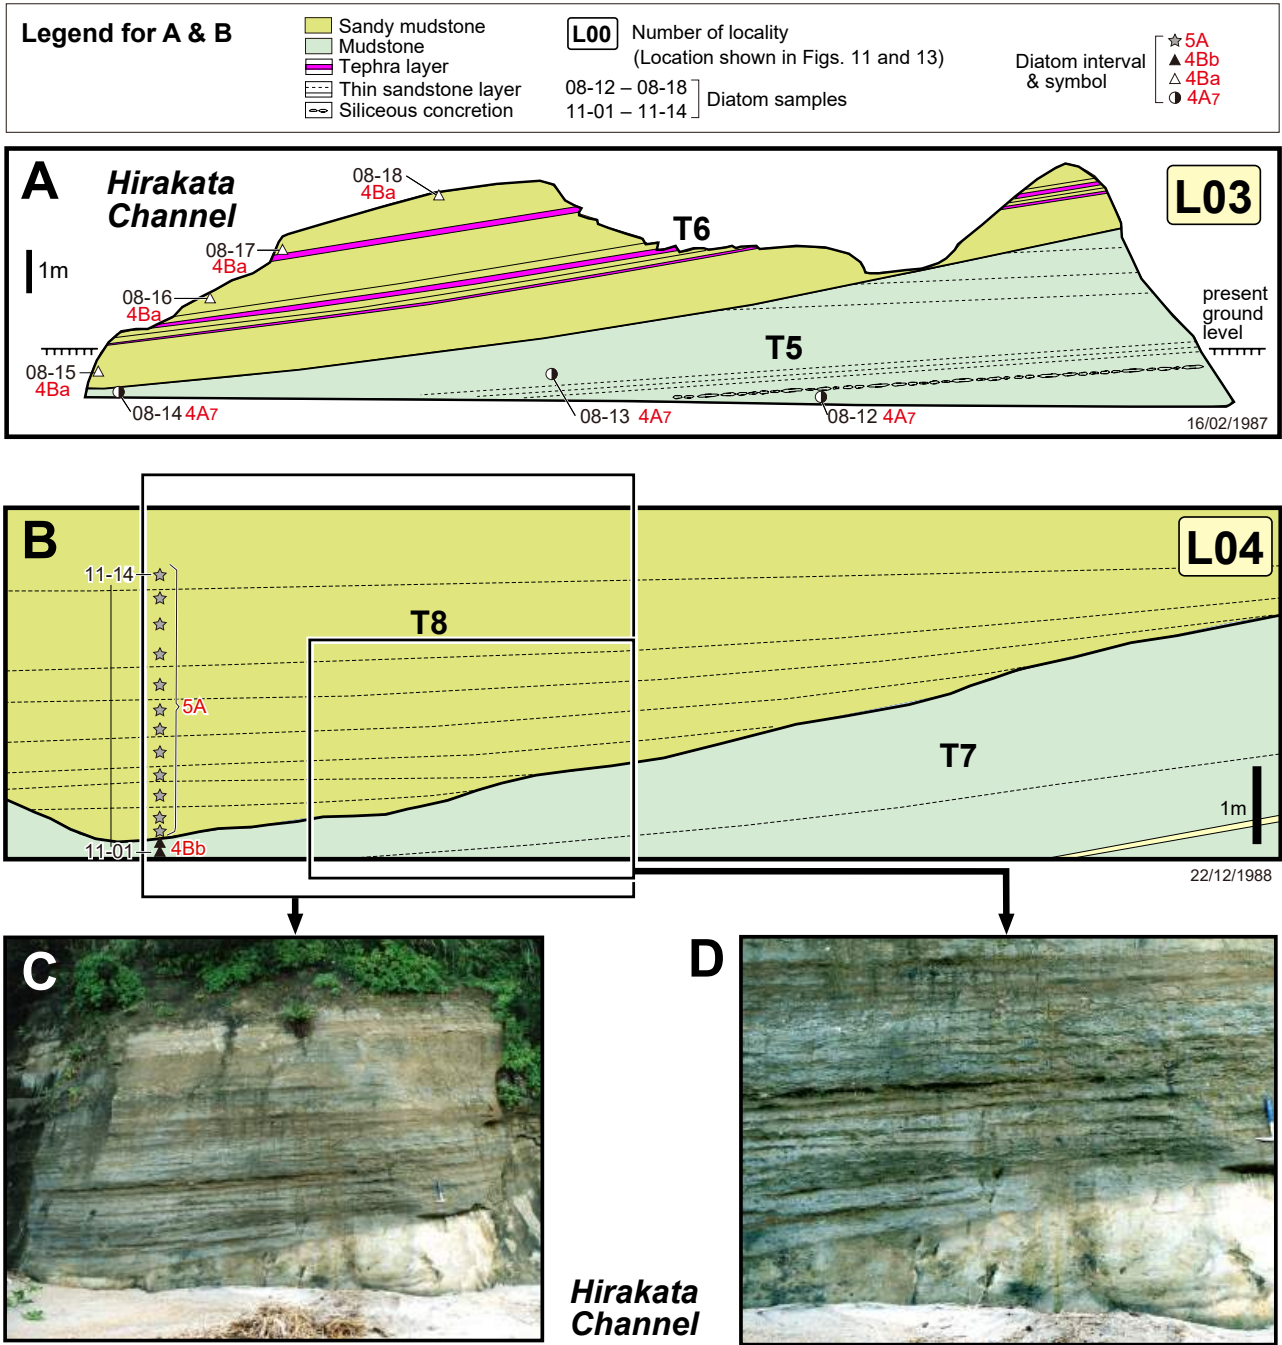 Legend for A & B
Sandy mudstone
Mudstone
Tephra layer
Thin sandstone layer
Siliceous concretion
L00
Number of locality
(Location shown in Figs. 11 and 13)
08-12 – 08-18
11-01 – 11-14
Diatom samples
Diatom interval
& symbol
5A
4Bb
4Ba
4A7
A
Hirakata
Channel
L03
1m
08-18
4Ba
08-17
4Ba
08-16
4Ba
08-15
4Ba
T6
T5
present
ground
level
08-14 4A7
08-13 4A7
08-12 4A7
16/02/1987
B
L04
11-14
T8
5A
T7
1m
11-01
4Bb
22/12/1988
C
D
Hirakata
Channel